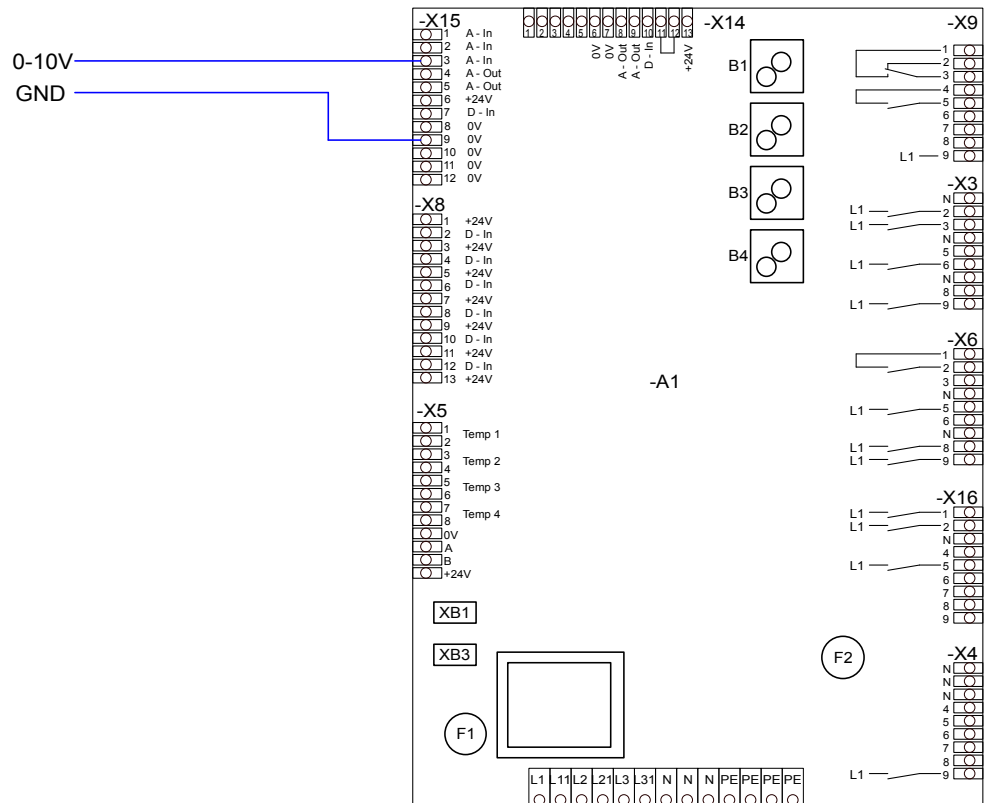 0-10V
GND
-X15
1 A - In
2 A - In
3 A - In
4 A - Out
5 A - Out
6 +24V
7 D - In
8 0V
9 0V
10 0V
11 0V
12 0V
-X8
1 +24V
2 D - In
3 +24V
4 D - In
5 +24V
6 D - In
7 +24V
8 D - In
9 +24V
10 D - In
11 +24V
12 D - In
13 +24V
-X5
1
Temp 1
2
3
Temp 2
4
5
Temp 3
6
7
Temp 4
8
0V
A
B
+24V
XB1
XB3
F1
-X14
1 2 3 4 5 6 7 8 9 10 11 12 13
0V
0V
A - Out
A - Out
D - In
+24V
B1
B2
B3
B4
-A1
F2
-X9
1
2
3
4
5
6
7
8
L1 9
-X3
N
L1 2
L1 3
N
5
L1 6
N
8
L1 9
-X6
1
2
3
N
L1 5
6
N
L1 8
L1 9
-X16
L1 1
L1 2
N
4
L1 5
6
7
8
9
-X4
N
N
N
4
5
6
7
8
L1 9
L1 L11 L2 L21 L3 L31 N N N PE PE PE PE